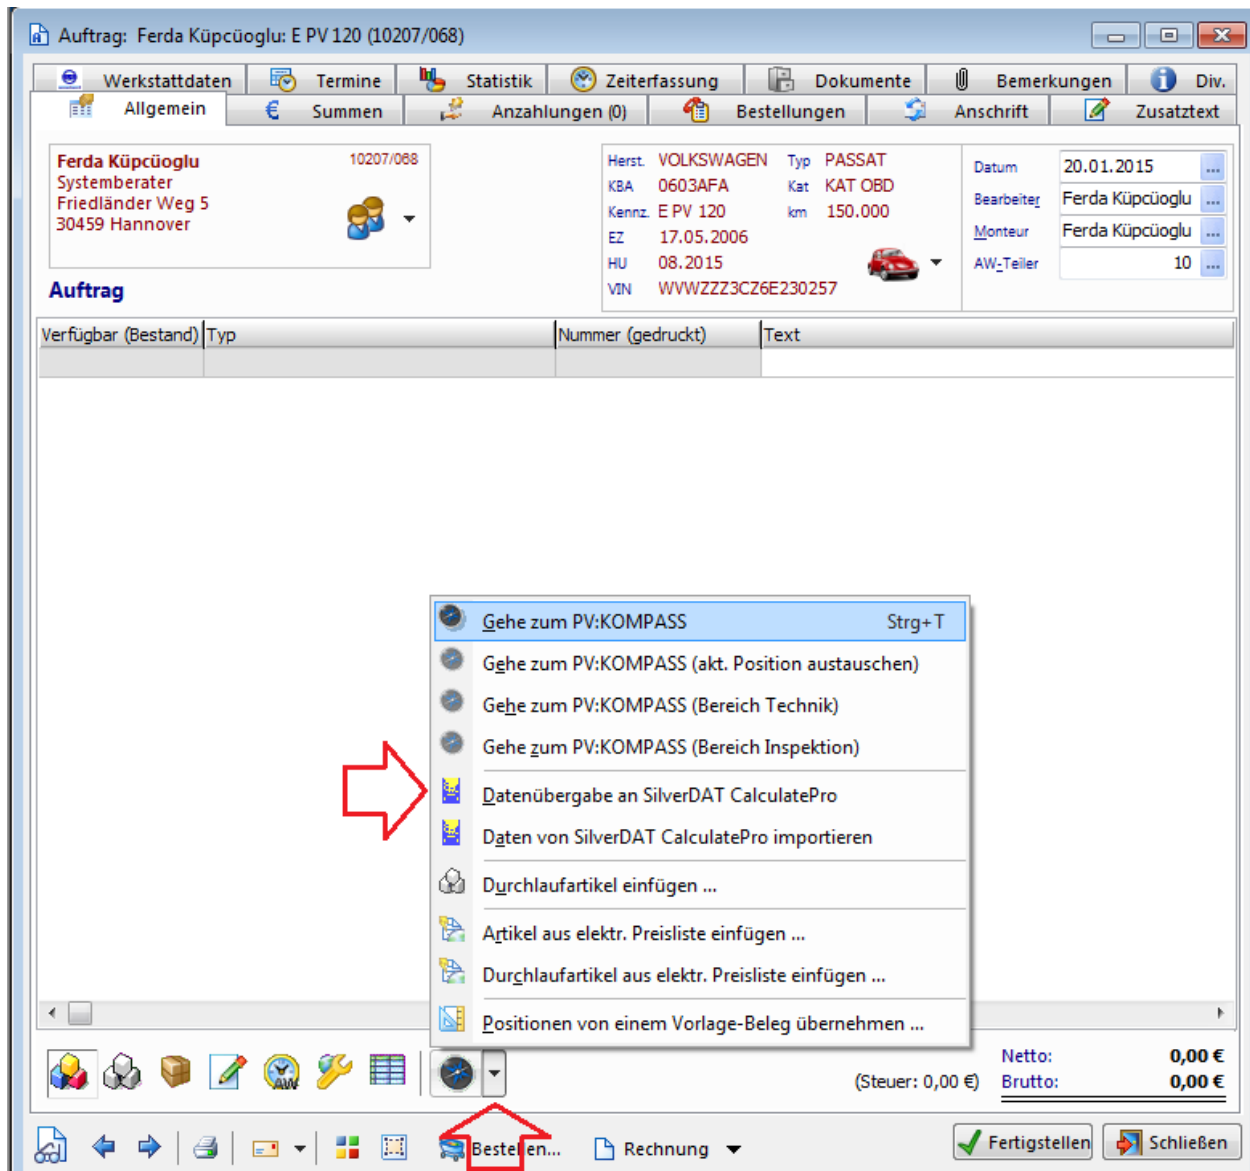 Auftrag: Ferda Küpcüoglu: E PV 120 (10207/068)
Werkstattdaten Termine Statistik Zeiterfassung Dokumente Bemerkungen Div.
Allgemein Summen Anzahlungen (0) Bestellungen Anschrift Zusatztext
Ferda Küpcüoglu 10207/068
Systemberater
Friedländer Weg 5
30459 Hannover
Auftrag
Herst. VOLKSWAGEN Typ PASSAT
KBA 0603AFA Kat KAT OBD
Kennz. E PV 120 km 150.000
EZ 17.05.2006
HU 08.2015
VIN WVWZZZ3CZ6E230257
Datum 20.01.2015 ...
Bearbeiter Ferda Küpcüoglu ...
Monteur Ferda Küpcüoglu ...
AW-Teiler 10 ...
Verfügbar (Bestand) Typ Nummer (gedruckt) Text
Gehe zum PV:KOMPASS Strg+T
Gehe zum PV:KOMPASS (akt. Position austauschen)
Gehe zum PV:KOMPASS (Bereich Technik)
Gehe zum PV:KOMPASS (Bereich Inspektion)
Datenübergabe an SilverDAT CalculatePro
Daten von SilverDAT CalculatePro importieren
Durchlaufartikel einfügen ...
Artikel aus elektr. Preisliste einfügen ...
Durchlaufartikel aus elektr. Preisliste einfügen ...
Positionen von einem Vorlage-Beleg übernehmen ...
AW
Netto: 0,00 €
(Steuer: 0,00 €) Brutto: 0,00 €
Bestellen... Rechnung Fertigstellen Schließen